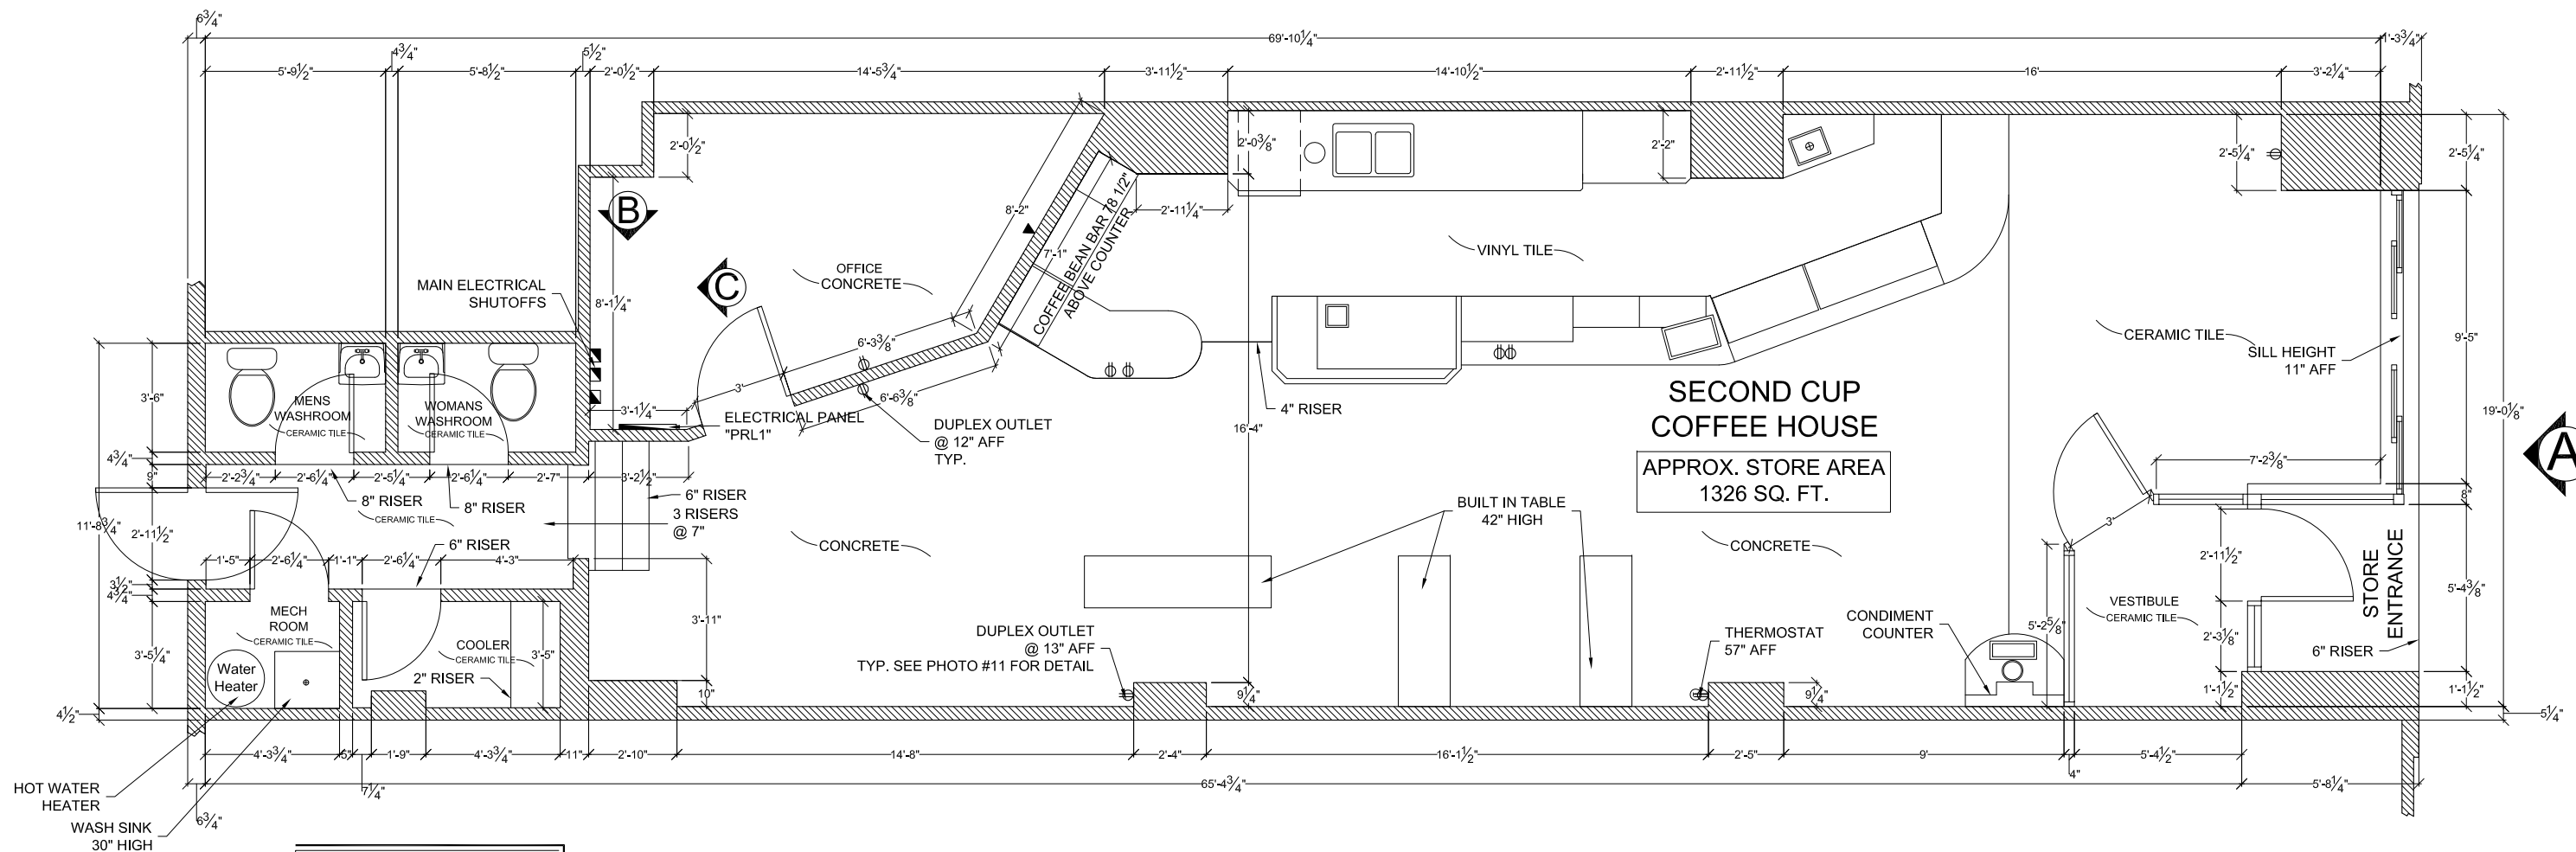 6¾"
69'-10¼"
1'-3¾"
4¾"
5½"
5'-9½"
5'-8½"
2'-0½"
14'-5¾"
3'-11½"
14'-10½"
2'-11½"
16'
3'-2¼"
2'-0½"
2'-0⅜"
2'-2"
2'-5¼"
2'-5¼"
B
8'-2"
COFFEE BEAN BAR 78 1/2"
ABOVE COUNTER
7'-1"
2'-11¼"
VINYL TILE
OFFICE
CONCRETE
MAIN ELECTRICAL
SHUTOFFS
C
8'-1¼"
6'-3⅜"
3'
6'-6⅜"
CERAMIC TILE
SILL HEIGHT
11" AFF
9'-5"
19'-0⅛"
3'-6"
MENS
WASHROOM
CERAMIC TILE
WOMANS
WASHROOM
CERAMIC TILE
3'-1¼"
ELECTRICAL PANEL
"PRL1"
DUPLEX OUTLET
@ 12" AFF
TYP.
4" RISER
16'-4"
SECOND CUP
COFFEE HOUSE
APPROX. STORE AREA
1326 SQ. FT.
A
7'-2⅜"
4¾"
9"
2'-2¾"
2'-6¼"
2'-5¼"
2'-6¼"
2'-7"
3'-2½"
8" RISER
8" RISER
CERAMIC TILE
6" RISER
3 RISERS
@ 7"
8"
3'
11'-8¾"
2'-11½"
6" RISER
CONCRETE
BUILT IN TABLE
42" HIGH
CONCRETE
2'-11½"
STORE
ENTRANCE
5'-4⅜"
1'-5"
2'-6¼"
1'-1"
2'-6¼"
4'-3"
3½"
4¾"
3'-5¼"
MECH
ROOM
CERAMIC TILE
COOLER
CERAMIC TILE
3'-5"
3'-11"
Water
Heater
2" RISER
DUPLEX OUTLET
@ 13" AFF
TYP. SEE PHOTO #11 FOR DETAIL
THERMOSTAT
57" AFF
CONDIMENT
COUNTER
5'-2⅝"
VESTIBULE
CERAMIC TILE
2'-3⅛"
6" RISER
10"
9¼"
9¼"
1'-1½"
1'-1½"
4½"
5¼"
4'-3¾"
5"
1'-9"
4'-3¾"
11"
2'-10"
14'-8"
2'-4"
16'-1½"
2'-5"
9'
4"
5'-4½"
7¼"
65'-4¾"
5'-8¼"
6¾"
HOT WATER
HEATER
WASH SINK
30" HIGH